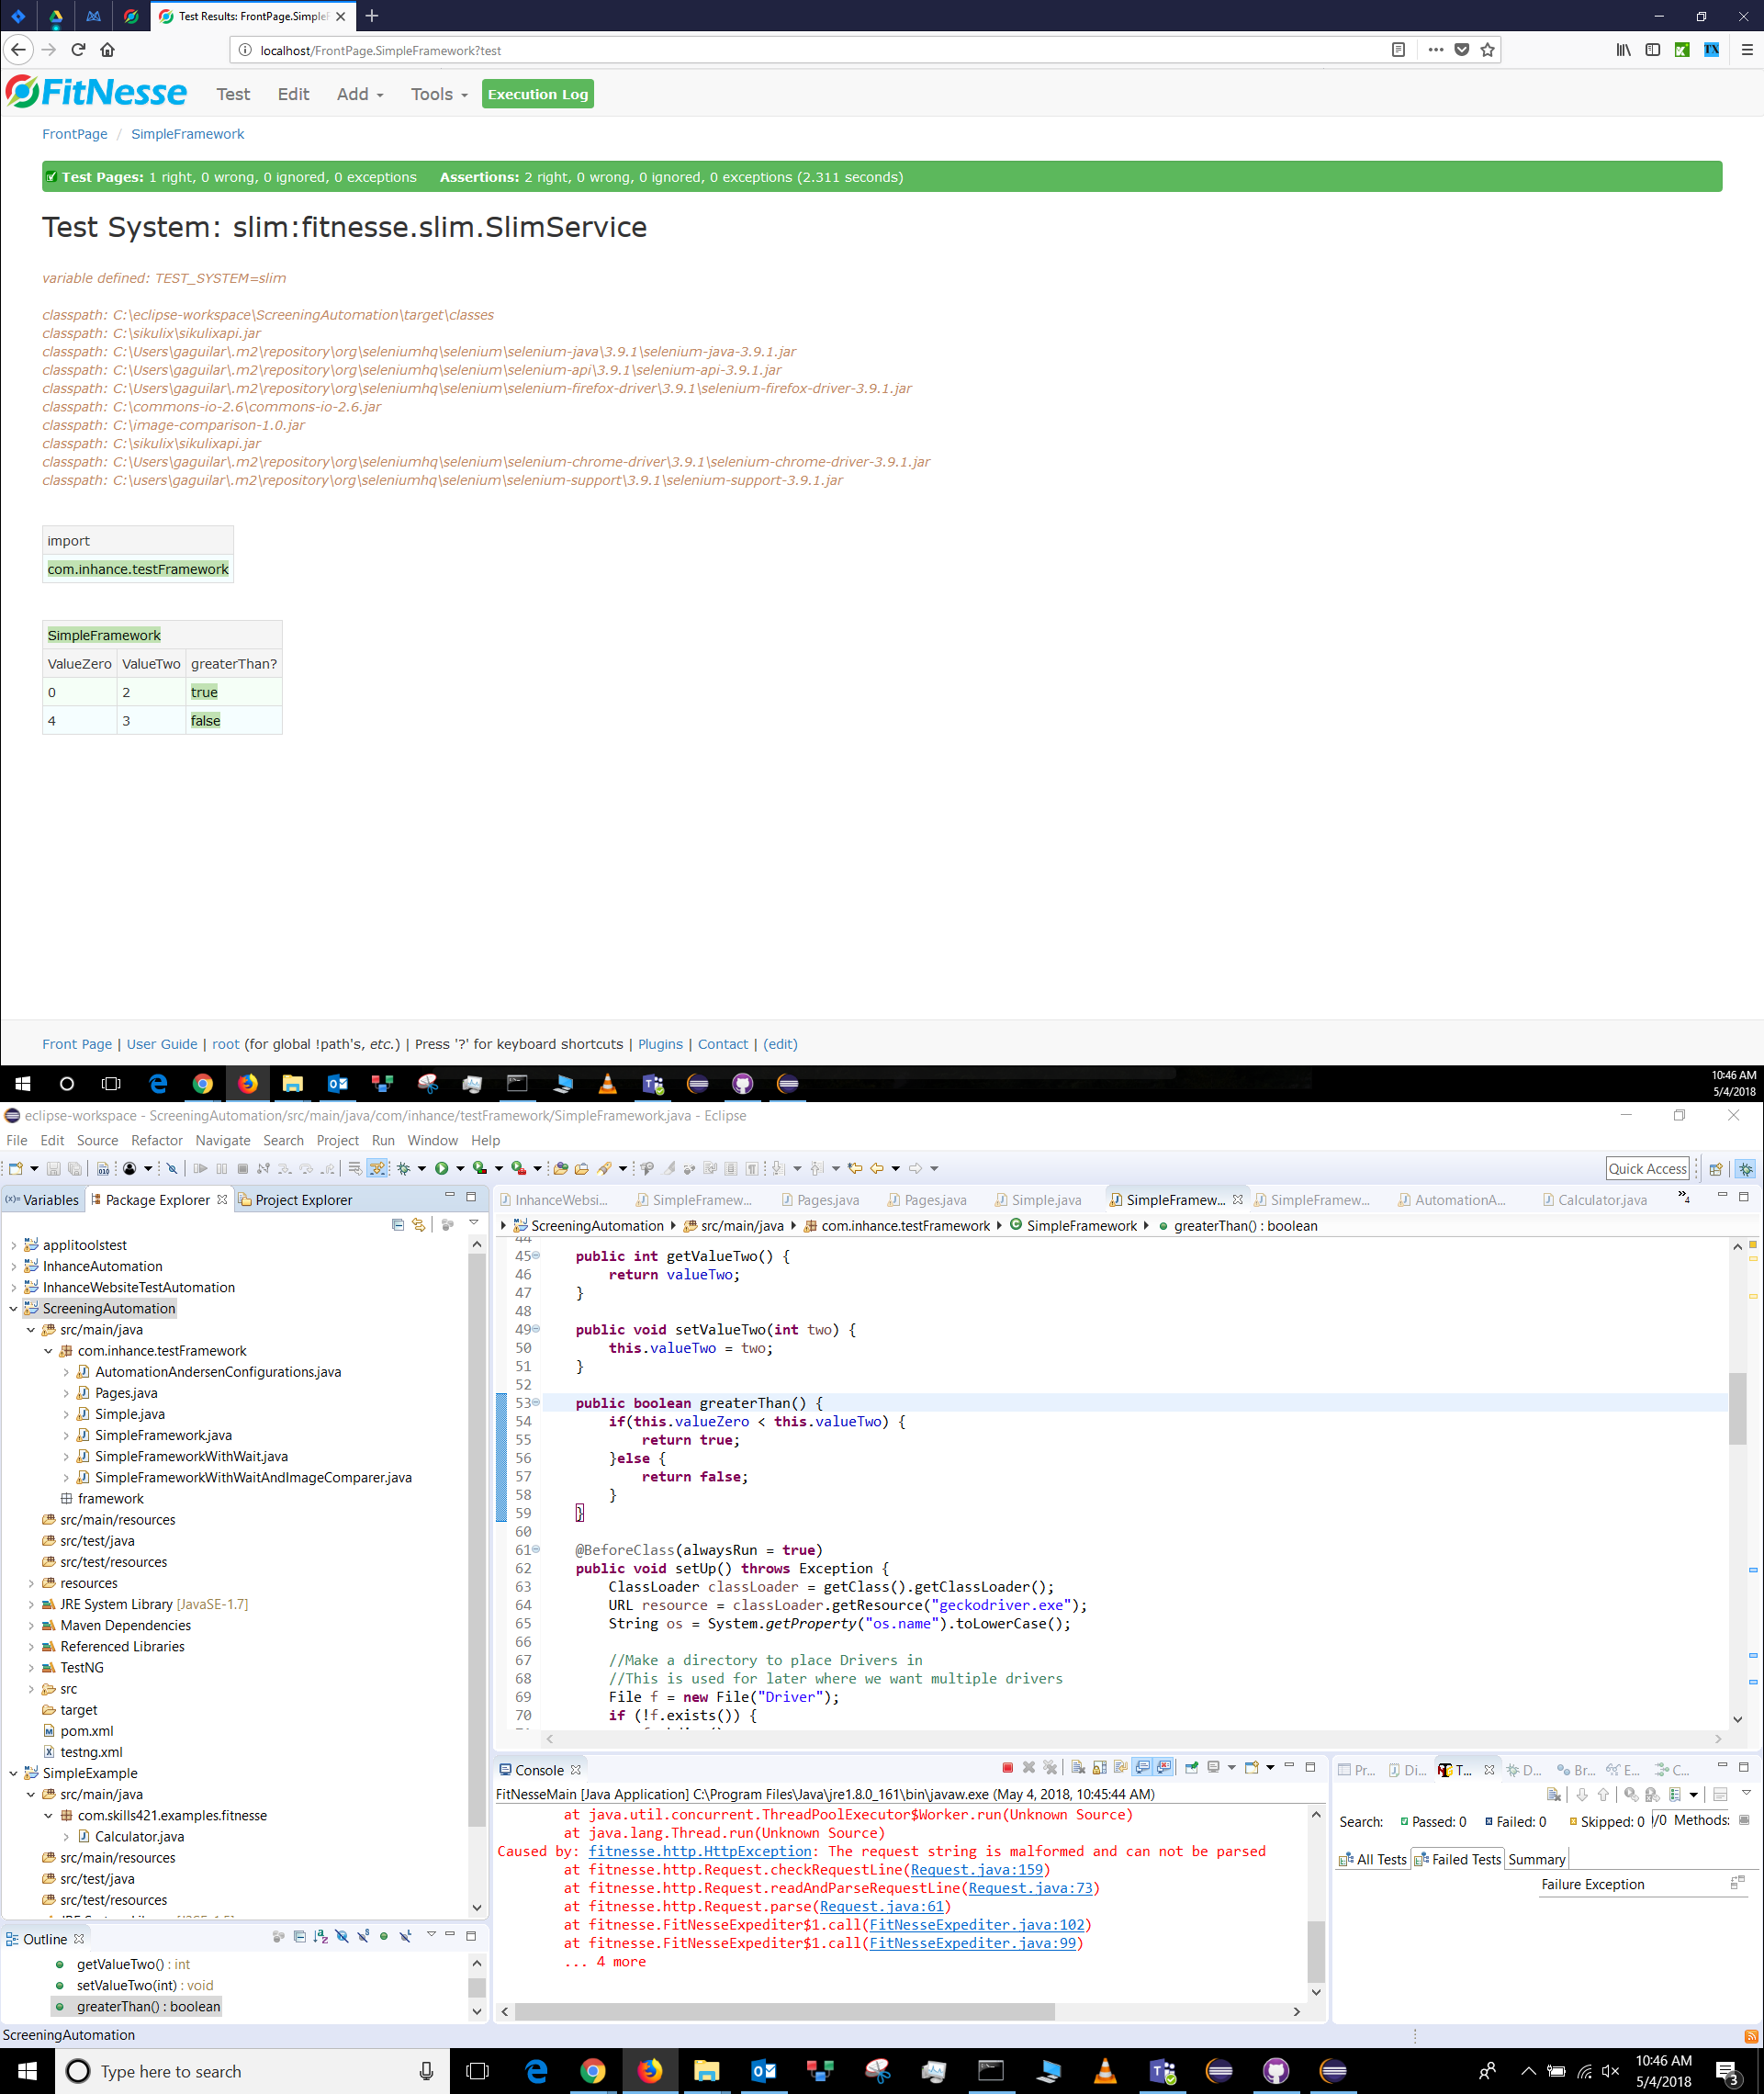 Test Results: FrontPage.SimpleF
localhost/FrontPage.SimpleFramework?test
FitNesse Test Edit Add Tools Execution Log
FrontPage / SimpleFramework
Test Pages: 1 right, 0 wrong, 0 ignored, 0 exceptions Assertions: 2 right, 0 wrong, 0 ignored, 0 exceptions (2.311 seconds)
Test System: slim:fitnesse.slim.SlimService
variable defined: TEST_SYSTEM=slim
classpath: C:\eclipse-workspace\ScreeningAutomation\target\classes
classpath: C:\sikulix\sikulixapi.jar
classpath: C:\Users\gaguilar\.m2\repository\org\seleniumhq\selenium\selenium-java\3.9.1\selenium-java-3.9.1.jar
classpath: C:\Users\gaguilar\.m2\repository\org\seleniumhq\selenium\selenium-api\3.9.1\selenium-api-3.9.1.jar
classpath: C:\Users\gaguilar\.m2\repository\org\seleniumhq\selenium\selenium-firefox-driver\3.9.1\selenium-firefox-driver-3.9.1.jar
classpath: C:\commons-io-2.6\commons-io-2.6.jar
classpath: C:\image-comparison-1.0.jar
classpath: C:\sikulix\sikulixapi.jar
classpath: C:\Users\gaguilar\.m2\repository\org\seleniumhq\selenium\selenium-chrome-driver\3.9.1\selenium-chrome-driver-3.9.1.jar
classpath: C:\users\gaguilar\.m2\repository\org\seleniumhq\selenium\selenium-support\3.9.1\selenium-support-3.9.1.jar
import
com.inhance.testFramework
SimpleFramework
ValueZero ValueTwo greaterThan?
0 2 true
4 3 false
Front Page | User Guide | root (for global !path's, etc.) | Press '?' for keyboard shortcuts | Plugins | Contact | (edit)
10:46 AM
5/4/2018
eclipse-workspace - ScreeningAutomation/src/main/java/com/inhance/testFramework/SimpleFramework.java - Eclipse
File Edit Source Refactor Navigate Search Project Run Window Help
Quick Access
(x)= Variables Package Explorer Project Explorer
applitoolstest
InhanceAutomation
InhanceWebsiteTestAutomation
ScreeningAutomation
src/main/java
com.inhance.testFramework
AutomationAndersenConfigurations.java
Pages.java
Simple.java
SimpleFramework.java
SimpleFrameworkWithWait.java
SimpleFrameworkWithWaitAndImageComparer.java
framework
src/main/resources
src/test/java
src/test/resources
resources
JRE System Library [JavaSE-1.7]
Maven Dependencies
Referenced Libraries
TestNG
src
target
pom.xml
testng.xml
SimpleExample
src/main/java
com.skills421.examples.fitnesse
Calculator.java
src/main/resources
src/test/java
src/test/resources
Outline
getValueTwo() : int
setValueTwo(int) : void
greaterThan() : boolean
InhanceWebsi... SimpleFramew... Pages.java Pages.java Simple.java SimpleFramew... SimpleFramew... AutomationA... Calculator.java »4
ScreeningAutomation src/main/java com.inhance.testFramework SimpleFramework greaterThan() : boolean
44
45 public int getValueTwo() {
46 return valueTwo;
47 }
48
49 public void setValueTwo(int two) {
50 this.valueTwo = two;
51 }
52
53 public boolean greaterThan() {
54 if(this.valueZero < this.valueTwo) {
55 return true;
56 }else {
57 return false;
58 }
59 }
60
61 @BeforeClass(alwaysRun = true)
62 public void setUp() throws Exception {
63 ClassLoader classLoader = getClass().getClassLoader();
64 URL resource = classLoader.getResource("geckodriver.exe");
65 String os = System.getProperty("os.name").toLowerCase();
66
67 //Make a directory to place Drivers in
68 //This is used for later where we want multiple drivers
69 File f = new File("Driver");
70 if (!f.exists()) {
Console
FitNesseMain [Java Application] C:\Program Files\Java\jre1.8.0_161\bin\javaw.exe (May 4, 2018, 10:45:44 AM)
at java.util.concurrent.ThreadPoolExecutor$Worker.run(Unknown Source)
at java.lang.Thread.run(Unknown Source)
Caused by: fitnesse.http.HttpException: The request string is malformed and can not be parsed
at fitnesse.http.Request.checkRequestLine(Request.java:159)
at fitnesse.http.Request.readAndParseRequestLine(Request.java:73)
at fitnesse.http.Request.parse(Request.java:61)
at fitnesse.FitNesseExpediter$1.call(FitNesseExpediter.java:102)
at fitnesse.FitNesseExpediter$1.call(FitNesseExpediter.java:99)
... 4 more
Pr... Di... T... D... Br... E... C...
Search: Passed: 0 Failed: 0 Skipped: 0 /0 Methods:
All Tests Failed Tests Summary
Failure Exception
ScreeningAutomation
Type here to search
10:46 AM
5/4/2018
3